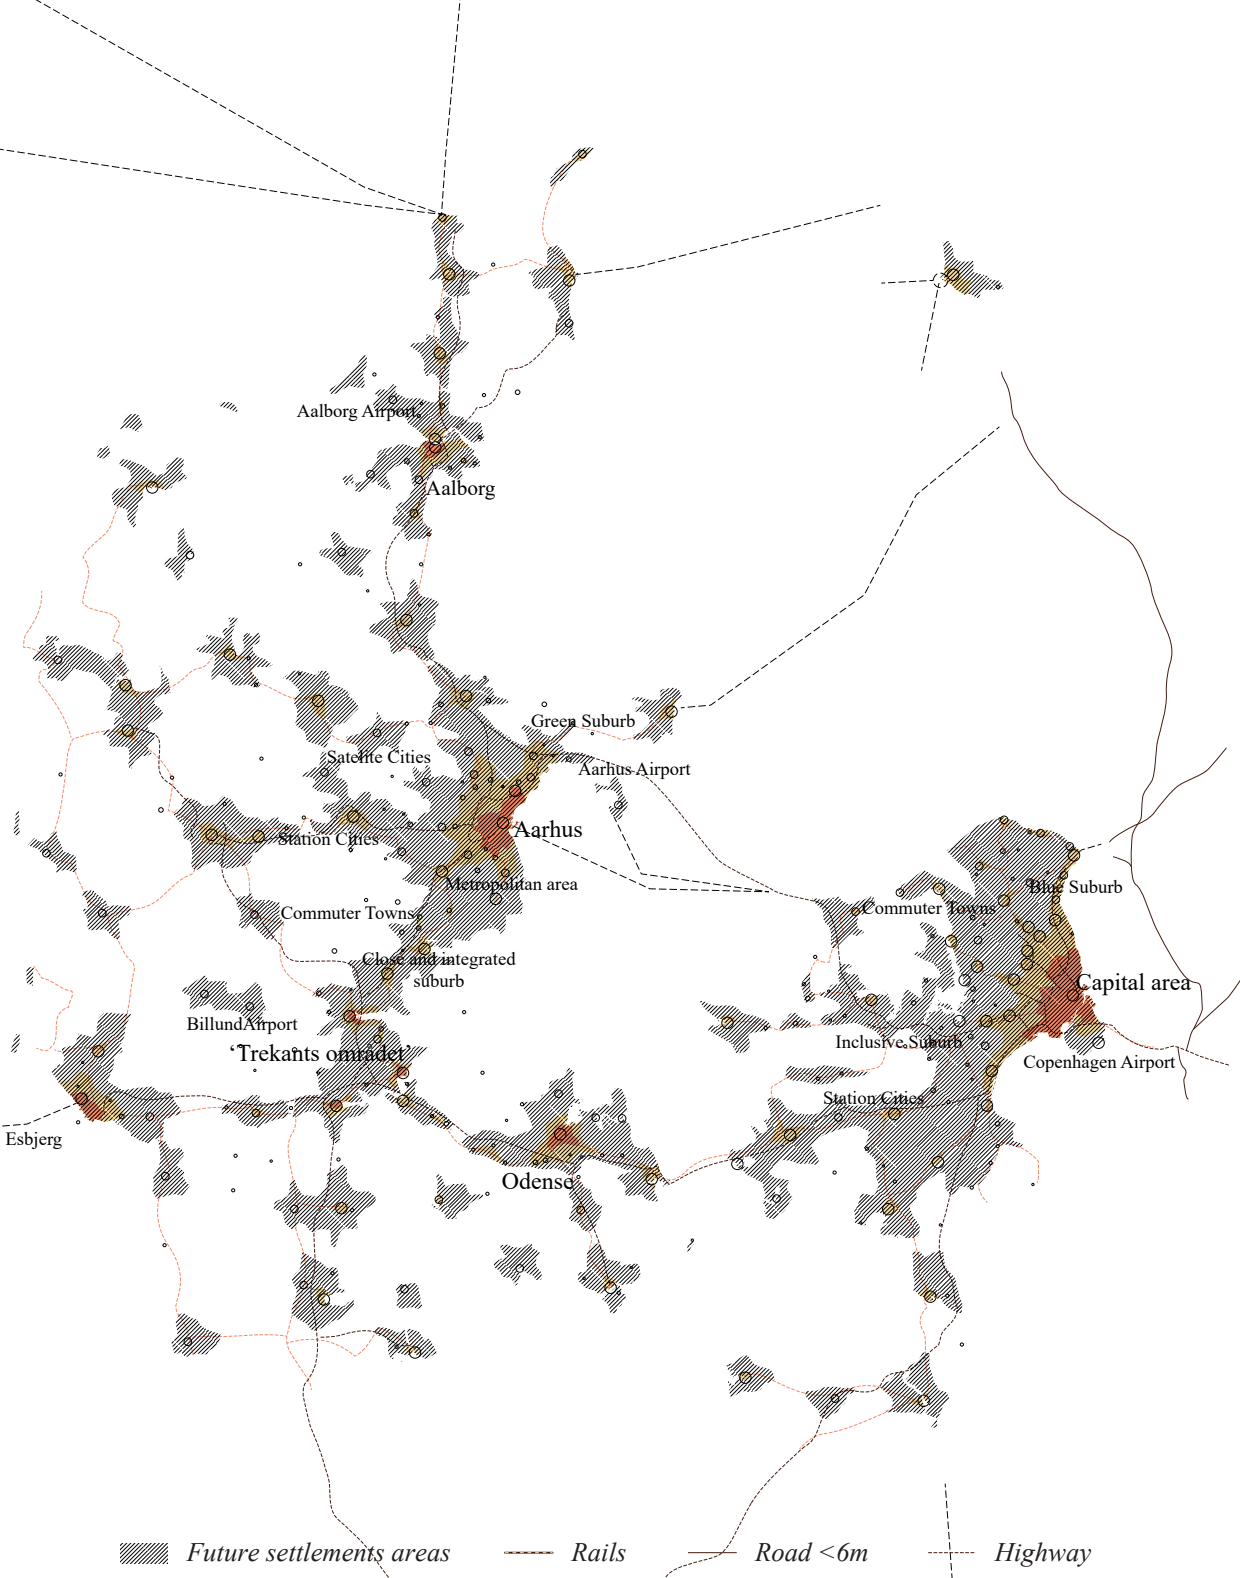 Aalborg Airport
Aalborg
Green Suburb
Satelite Cities
Aarhus Airport
Aarhus
Station Cities
Metropolitan area
Blue Suburb
Commuter Towns
Commuter Towns
Close and integrated
suburb
Capital area
BillundAirport
Inclusive Suburb
‘Trekants området’
Copenhagen Airport
Station Cities
Esbjerg
Odense
Future settlements areas
Rails
Road <6m
Highway